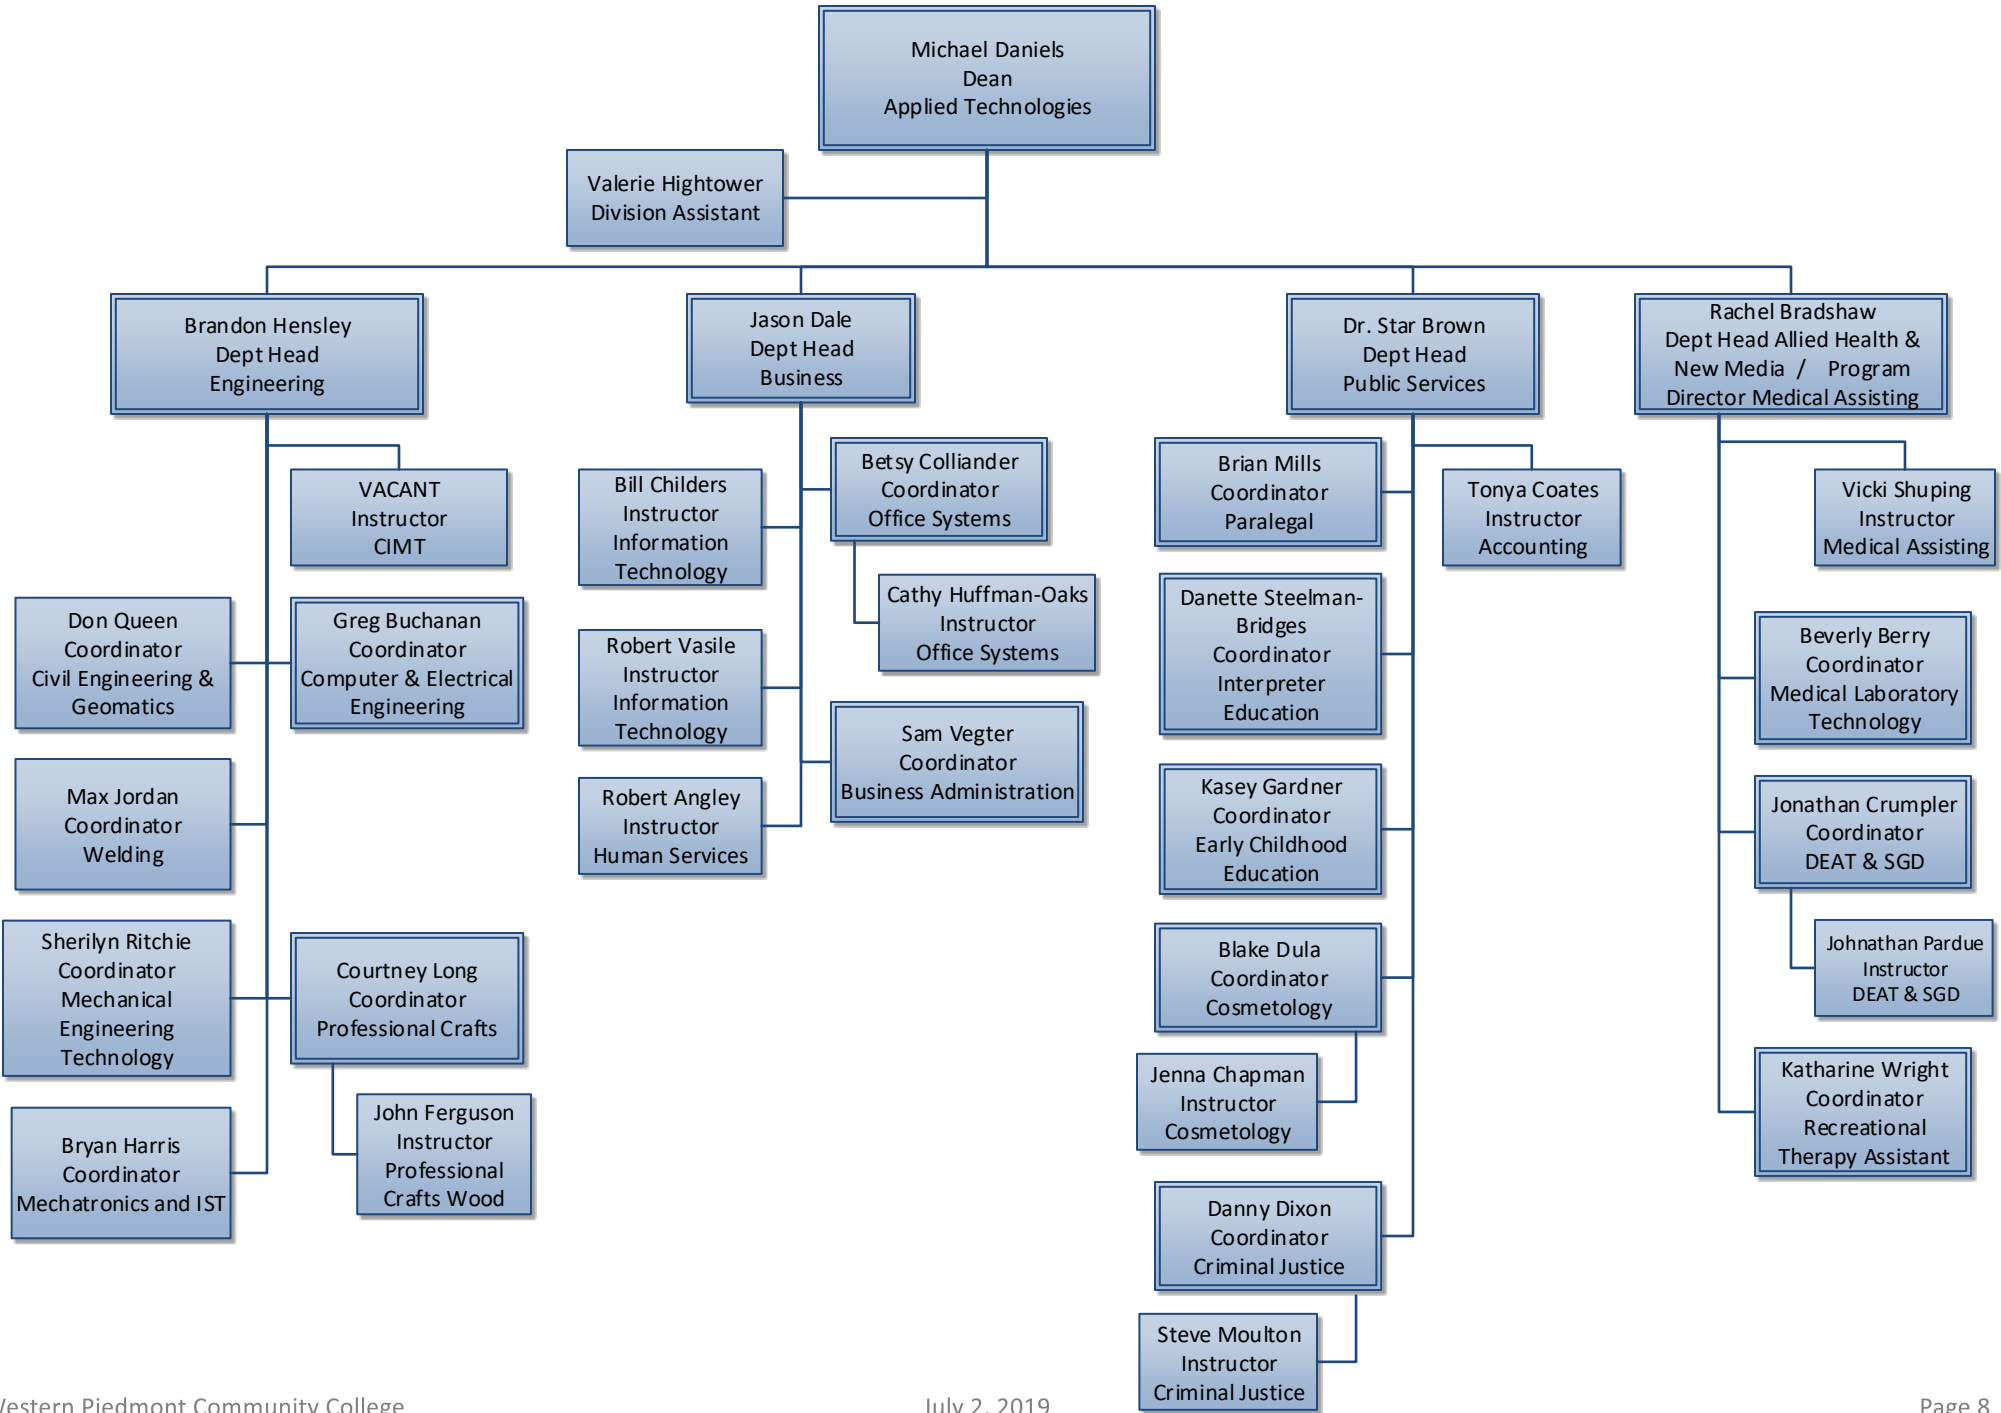 Michael Daniels
Dean
Applied Technologies
Valerie Hightower
Division Assistant
Brandon Hensley
Dept Head
Engineering
VACANT
Instructor
CIMT
Don Queen
Coordinator
Civil Engineering &
Geomatics
Greg Buchanan
Coordinator
Computer & Electrical
Engineering
Max Jordan
Coordinator
Welding
Sherilyn Ritchie
Coordinator
Mechanical
Engineering
Technology
Courtney Long
Coordinator
Professional Crafts
John Ferguson
Instructor
Professional
Crafts Wood
Bryan Harris
Coordinator
Mechatronics and IST
Jason Dale
Dept Head
Business
Bill Childers
Instructor
Information
Technology
Betsy Colliander
Coordinator
Office Systems
Cathy Huffman-Oaks
Instructor
Office Systems
Robert Vasile
Instructor
Information
Technology
Sam Vegter
Coordinator
Business Administration
Robert Angley
Instructor
Human Services
Dr. Star Brown
Dept Head
Public Services
Brian Mills
Coordinator
Paralegal
Tonya Coates
Instructor
Accounting
Danette Steelman-
Bridges
Coordinator
Interpreter
Education
Kasey Gardner
Coordinator
Early Childhood
Education
Blake Dula
Coordinator
Cosmetology
Jenna Chapman
Instructor
Cosmetology
Danny Dixon
Coordinator
Criminal Justice
Steve Moulton
Instructor
Criminal Justice
Rachel Bradshaw
Dept Head Allied Health &
New Media / Program
Director Medical Assisting
Vicki Shuping
Instructor
Medical Assisting
Beverly Berry
Coordinator
Medical Laboratory
Technology
Jonathan Crumpler
Coordinator
DEAT & SGD
Johnathan Pardue
Instructor
DEAT & SGD
Katharine Wright
Coordinator
Recreational
Therapy Assistant
Western Piedmont Community College
July 2, 2019
Page 8